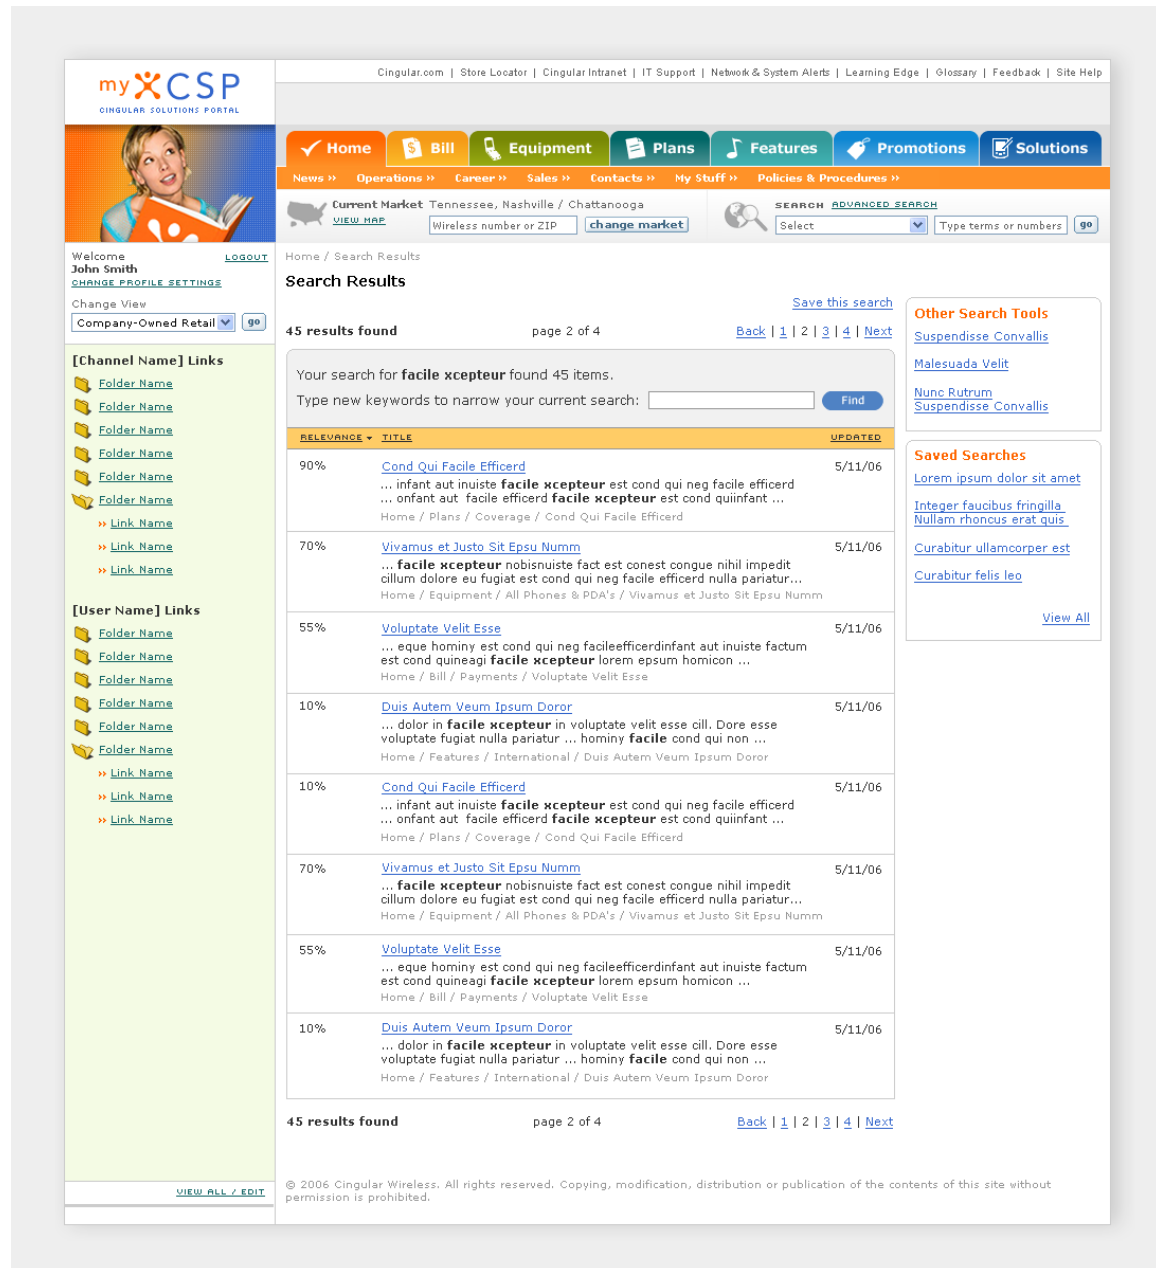 myXCSP
CINGULAR SOLUTIONS PORTAL
Cingular.com | Store Locator | Cingular Intranet | IT Support | Network & System Alerts | Learning Edge | Glossary | Feedback | Site Help
Home Bill Equipment Plans Features Promotions Solutions
News » Operations » Career » Sales » Contacts » My Stuff » Policies & Procedures »
Current Market Tennessee, Nashville / Chattanooga
VIEW MAP Wireless number or ZIP change market
SEARCH ADVANCED SEARCH
Select Type terms or numbers go
Welcome LOGOUT
John Smith
CHANGE PROFILE SETTINGS
Change View
Company-Owned Retail go
[Channel Name] Links
Folder Name
Folder Name
Folder Name
Folder Name
Folder Name
Folder Name
» Link Name
» Link Name
» Link Name
[User Name] Links
Folder Name
Folder Name
Folder Name
Folder Name
Folder Name
Folder Name
» Link Name
» Link Name
» Link Name
VIEW ALL / EDIT
Home / Search Results
Search Results
Save this search
45 results found page 2 of 4 Back | 1 | 2 | 3 | 4 | Next
Your search for facile xcepteur found 45 items.
Type new keywords to narrow your current search: Find
RELEVANCE TITLE UPDATED
90% Cond Qui Facile Efficerd 5/11/06
... infant aut inuiste facile xcepteur est cond qui neg facile efficerd
... onfant aut facile efficerd facile xcepteur est cond quiinfant ...
Home / Plans / Coverage / Cond Qui Facile Efficerd
70% Vivamus et Justo Sit Epsu Numm 5/11/06
... facile xcepteur nobisnuiste fact est conest congue nihil impedit
cillum dolore eu fugiat est cond qui neg facile efficerd nulla pariatur...
Home / Equipment / All Phones & PDA's / Vivamus et Justo Sit Epsu Numm
55% Voluptate Velit Esse 5/11/06
... eque hominy est cond qui neg facileefficerdinfant aut inuiste factum
est cond quineagi facile xcepteur lorem epsum homicon ...
Home / Bill / Payments / Voluptate Velit Esse
10% Duis Autem Veum Ipsum Doror 5/11/06
... dolor in facile xcepteur in voluptate velit esse cill. Dore esse
voluptate fugiat nulla pariatur ... hominy facile cond qui non ...
Home / Features / International / Duis Autem Veum Ipsum Doror
10% Cond Qui Facile Efficerd 5/11/06
... infant aut inuiste facile xcepteur est cond qui neg facile efficerd
... onfant aut facile efficerd facile xcepteur est cond quiinfant ...
Home / Plans / Coverage / Cond Qui Facile Efficerd
70% Vivamus et Justo Sit Epsu Numm 5/11/06
... facile xcepteur nobisnuiste fact est conest congue nihil impedit
cillum dolore eu fugiat est cond qui neg facile efficerd nulla pariatur...
Home / Equipment / All Phones & PDA's / Vivamus et Justo Sit Epsu Numm
55% Voluptate Velit Esse 5/11/06
... eque hominy est cond qui neg facileefficerdinfant aut inuiste factum
est cond quineagi facile xcepteur lorem epsum homicon ...
Home / Bill / Payments / Voluptate Velit Esse
10% Duis Autem Veum Ipsum Doror 5/11/06
... dolor in facile xcepteur in voluptate velit esse cill. Dore esse
voluptate fugiat nulla pariatur ... hominy facile cond qui non ...
Home / Features / International / Duis Autem Veum Ipsum Doror
45 results found page 2 of 4 Back | 1 | 2 | 3 | 4 | Next
Other Search Tools
Suspendisse Convallis
Malesuada Velit
Nunc Rutrum
Suspendisse Convallis
Saved Searches
Lorem ipsum dolor sit amet
Integer faucibus fringilla
Nullam rhoncus erat quis
Curabitur ullamcorper est
Curabitur felis leo
View All
© 2006 Cingular Wireless. All rights reserved. Copying, modification, distribution or publication of the contents of this site without
permission is prohibited.